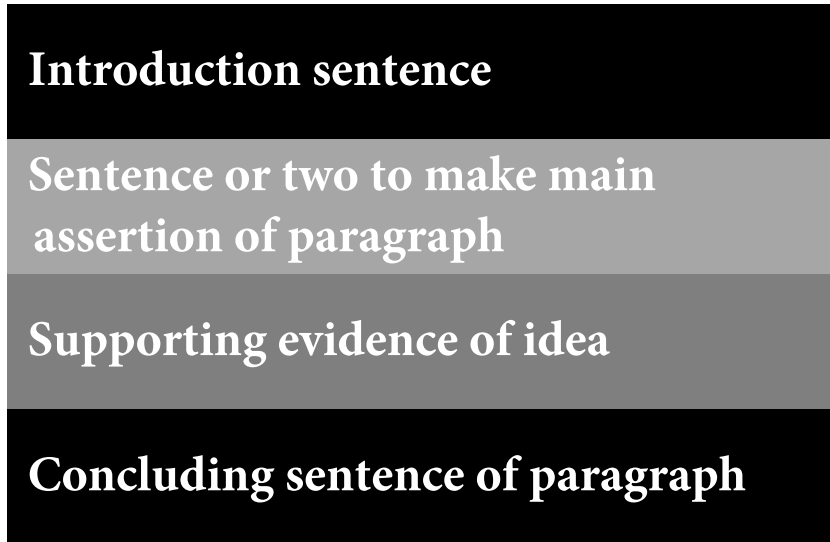 Introduction sentence
Sentence or two to make main
assertion of paragraph
Supporting evidence of idea
Concluding sentence of paragraph